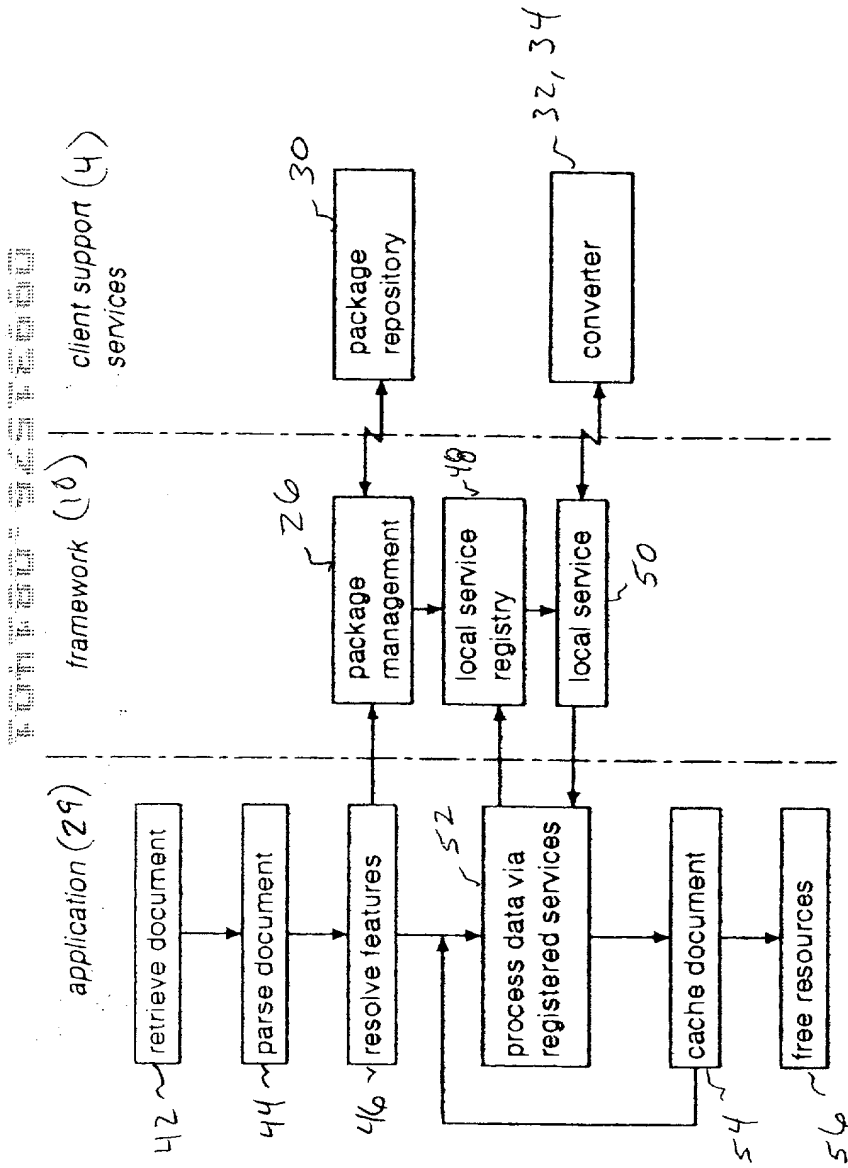 application (29)
framework (10)
client support (4)
services
42
retrieve document
44
parse document
46
resolve features
26
package
management
30
package
repository
48
local service
registry
52
process data via
registered services
50
local service
32, 34
converter
54
cache document
56
free resources